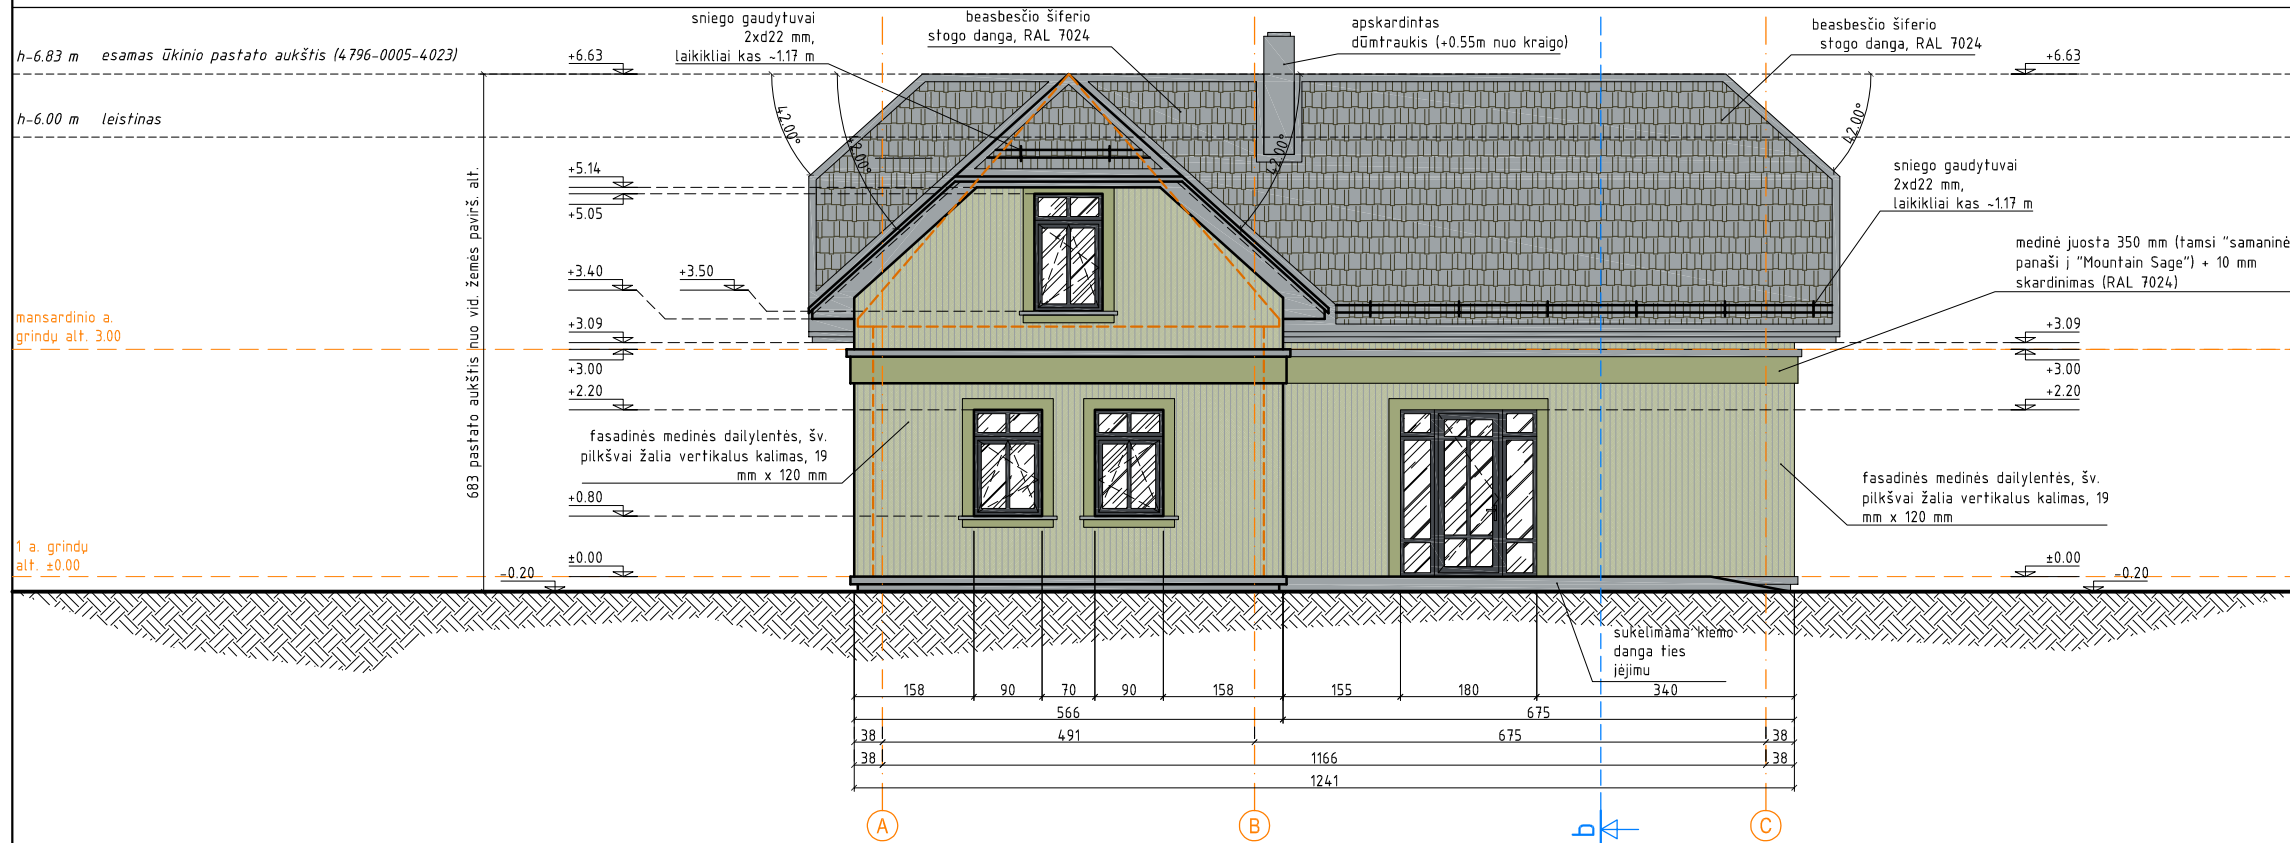 sniego gaudytuvai
2xd22 mm,
laikikliai kas ~1.17 m
beasbesčio šiferio
stogo danga, RAL 7024
apskardintas
dūmtraukis (+0.55m nuo kraigo)
beasbesčio šiferio
stogo danga, RAL 7024
h-6.83 m esamas ūkinio pastato aukštis (4796-0005-4023)
+6.63
+6.63
h-6.00 m leistinas
42.00°
42.00°
42.00°
42.00°
683 pastato aukštis nuo vid. žemės pavirš. alt.
+5.14
+5.05
sniego gaudytuvai
2xd22 mm,
laikikliai kas ~1.17 m
medinė juosta 350 mm (tamsi "samaninė
panaši į "Mountain Sage") + 10 mm
skardinimas (RAL 7024)
+3.40
+3.50
mansardinio a.
grindų alt. 3.00
+3.09
+3.00
+2.20
+3.09
+3.00
+2.20
fasadinės medinės dailylentės, šv.
pilkšvai žalia vertikalus kalimas, 19
mm x 120 mm
fasadinės medinės dailylentės, šv.
pilkšvai žalia vertikalus kalimas, 19
mm x 120 mm
+0.80
1 a. grindų
alt. ±0.00
±0.00
-0.20
±0.00
-0.20
sukelimama kiemo
danga ties
įėjimu
158 90 70 90 158 155 180 340
566 675
38 491 675 38
38 1166 38
1241
A B b C